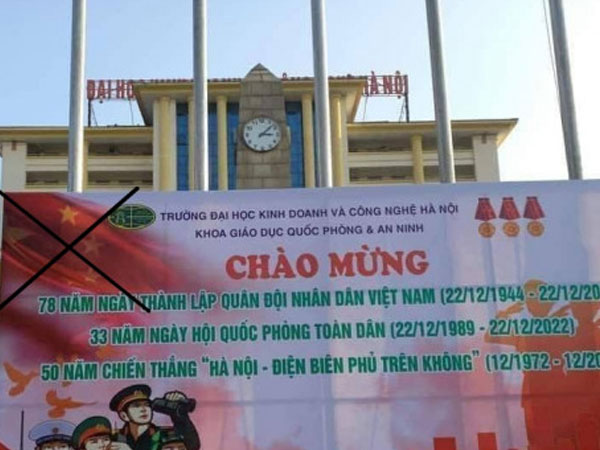 ĐẠI HỌC HÀ NỘI
TRƯỜNG ĐẠI HỌC KINH DOANH VÀ CÔNG NGHỆ HÀ NỘI
KHOA GIÁO DỤC QUỐC PHÒNG & AN NINH
CHÀO MỪNG
78 NĂM NGÀY THÀNH LẬP QUÂN ĐỘI NHÂN DÂN VIỆT NAM (22/12/1944 - 22/12/20
33 NĂM NGÀY HỘI QUỐC PHÒNG TOÀN DÂN (22/12/1989 - 22/12/2022)
50 NĂM CHIẾN THẮNG "HÀ NỘI - ĐIỆN BIÊN PHỦ TRÊN KHÔNG" (12/1972 - 12/20